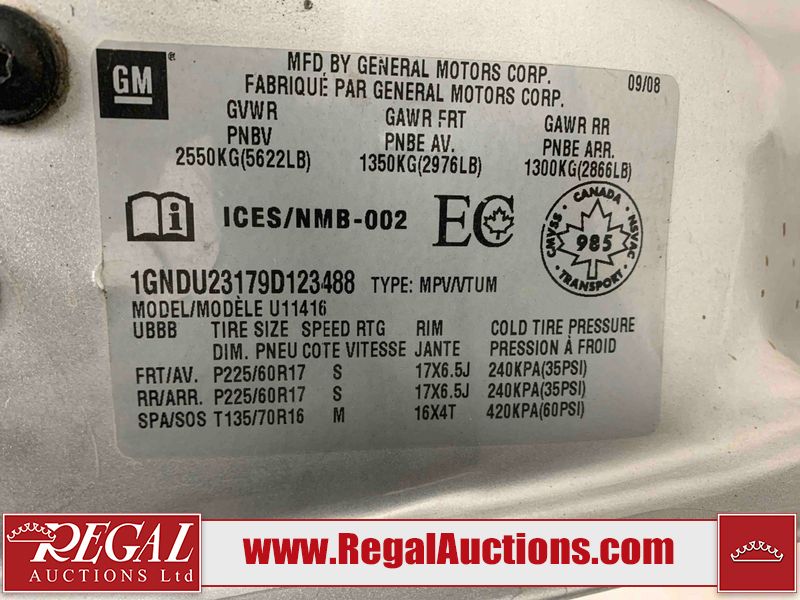 GM
MFD BY GENERAL MOTORS CORP.
FABRIQUÉ PAR GENERAL MOTORS CORP.
09/08
GVWR GAWR FRT GAWR RR
PNBV PNBE AV. PNBE ARR.
2550KG(5622LB) 1350KG(2976LB) 1300KG(2866LB)
ICES/NMB-002 EC
CANADA
CMVSS 985 NSVAC
TRANSPORT
1GNDU23179D123488 TYPE: MPV/VTUM
MODEL/MODÈLE U11416
UBBB TIRE SIZE SPEED RTG RIM COLD TIRE PRESSURE
DIM. PNEU COTE VITESSE JANTE PRESSION À FROID
FRT/AV. P225/60R17 S 17X6.5J 240KPA(35PSI)
RR/ARR. P225/60R17 S 17X6.5J 240KPA(35PSI)
SPA/SOS T135/70R16 M 16X4T 420KPA(60PSI)
REGAL
AUCTIONS Ltd
www.RegalAuctions.com